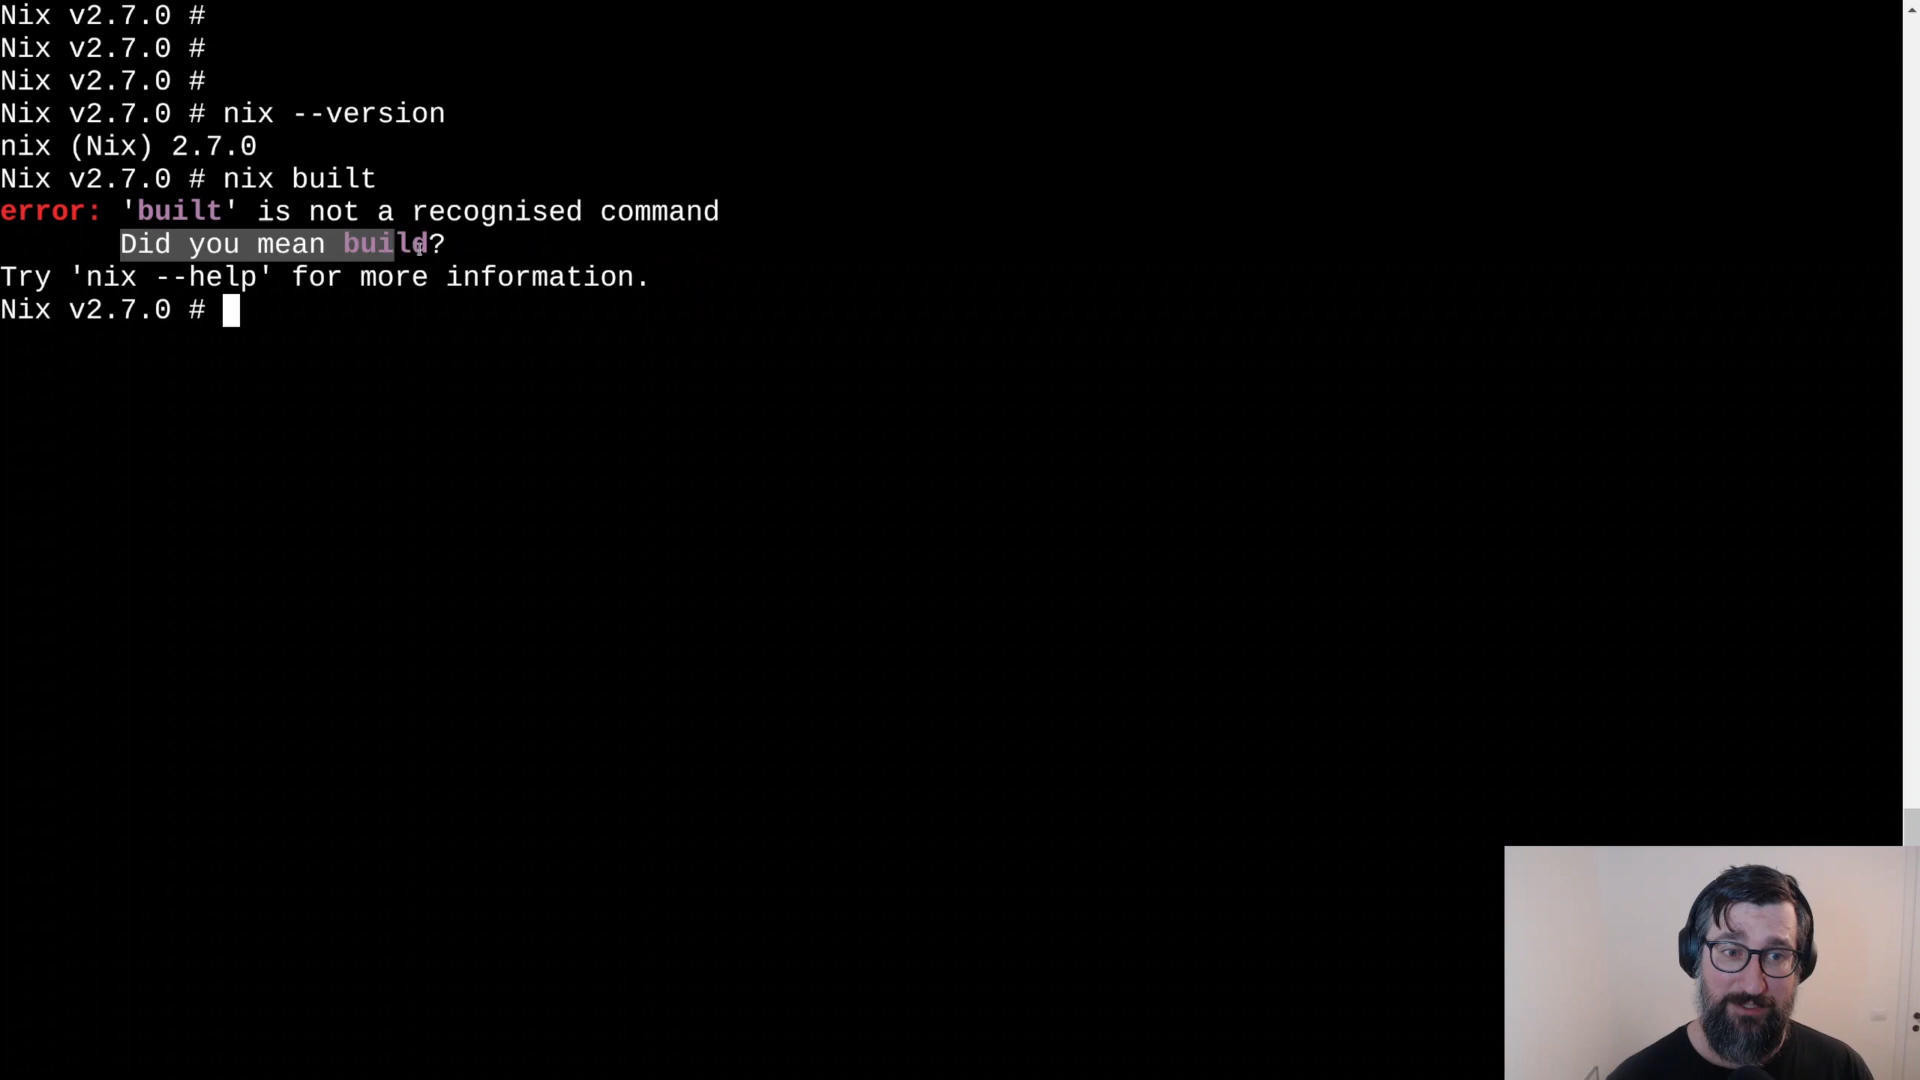 Nix v2.7.0 #
Nix v2.7.0 #
Nix v2.7.0 #
Nix v2.7.0 # nix --version
nix (Nix) 2.7.0
Nix v2.7.0 # nix built
error: 'built' is not a recognised command
Did you mean build?
Try 'nix --help' for more information.
Nix v2.7.0 #